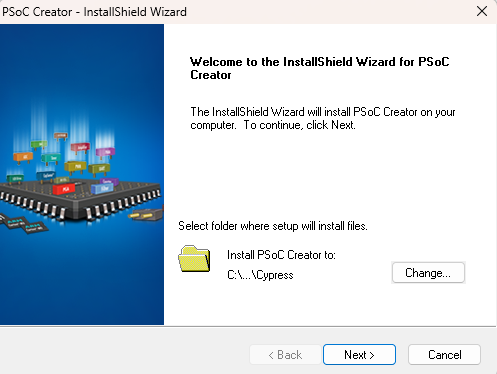 PSoC Creator - InstallShield Wizard
Welcome to the InstallShield Wizard for PSoC
Creator
The InstallShield Wizard will install PSoC Creator on your
computer. To continue, click Next.
Select folder where setup will install files.
Install PSoC Creator to:
C:\...\Cypress
Change...
< Back
Next >
Cancel